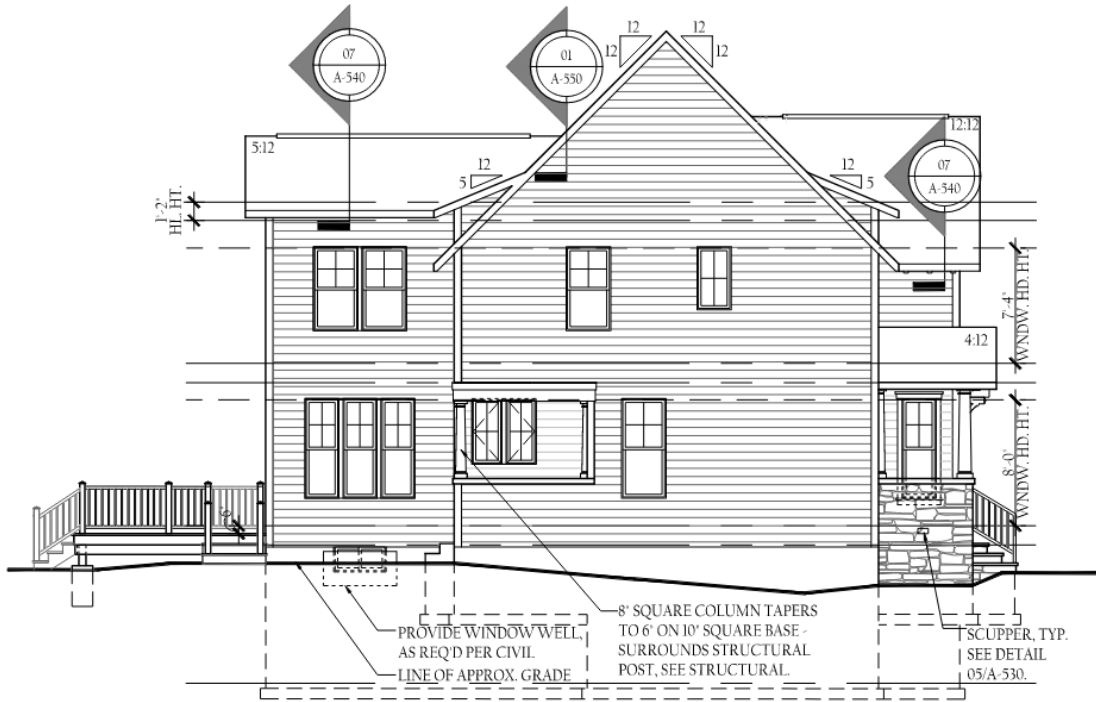 12
12
12
12
07
A-540
01
A-550
5:12
12:12
12
5
12
5
07
A-540
1'-2"
HL. HT.
7'-4"
WNDW. HD. HT.
4:12
8'-0"
WNDW. HD. HT.
8" SQUARE COLUMN TAPERS
TO 6" ON 10" SQUARE BASE -
SURROUNDS STRUCTURAL
POST, SEE STRUCTURAL.
PROVIDE WINDOW WELL,
AS REQ'D PER CIVIL
LINE OF APPROX. GRADE
SCUPPER, TYP.
SEE DETAIL
05/A-530.